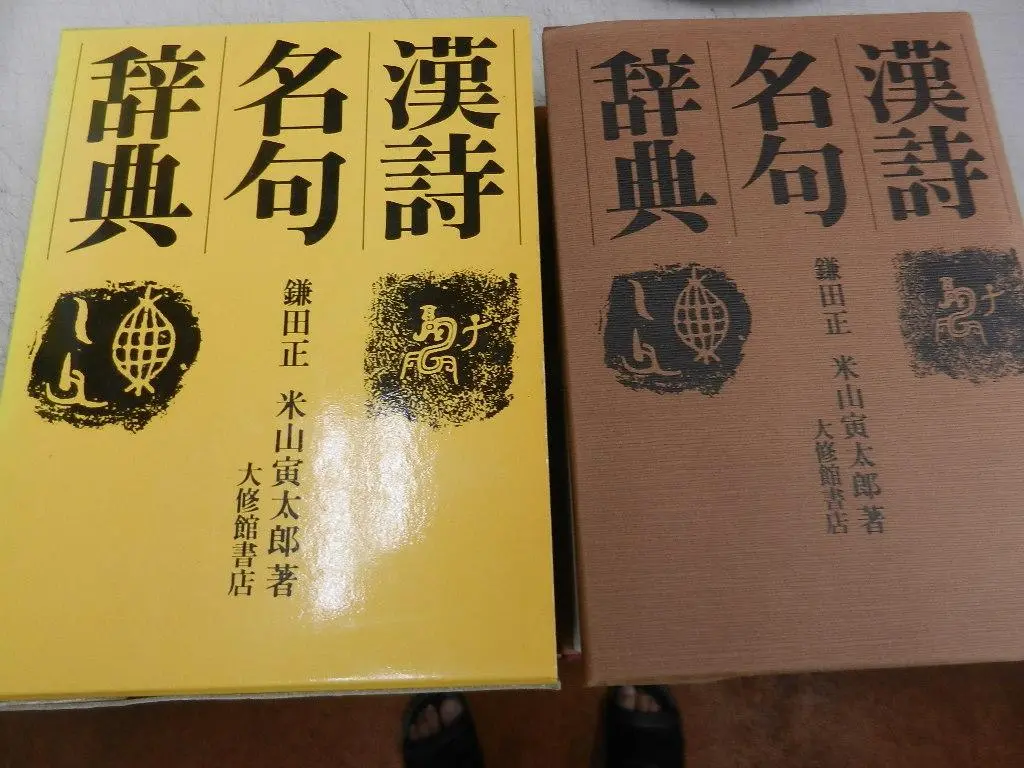 漢詩
名句
辞典
鎌田正 米山寅太郎著
大修館書店
漢詩
名句
辞典
鎌田正 米山寅太郎著
大修館書店